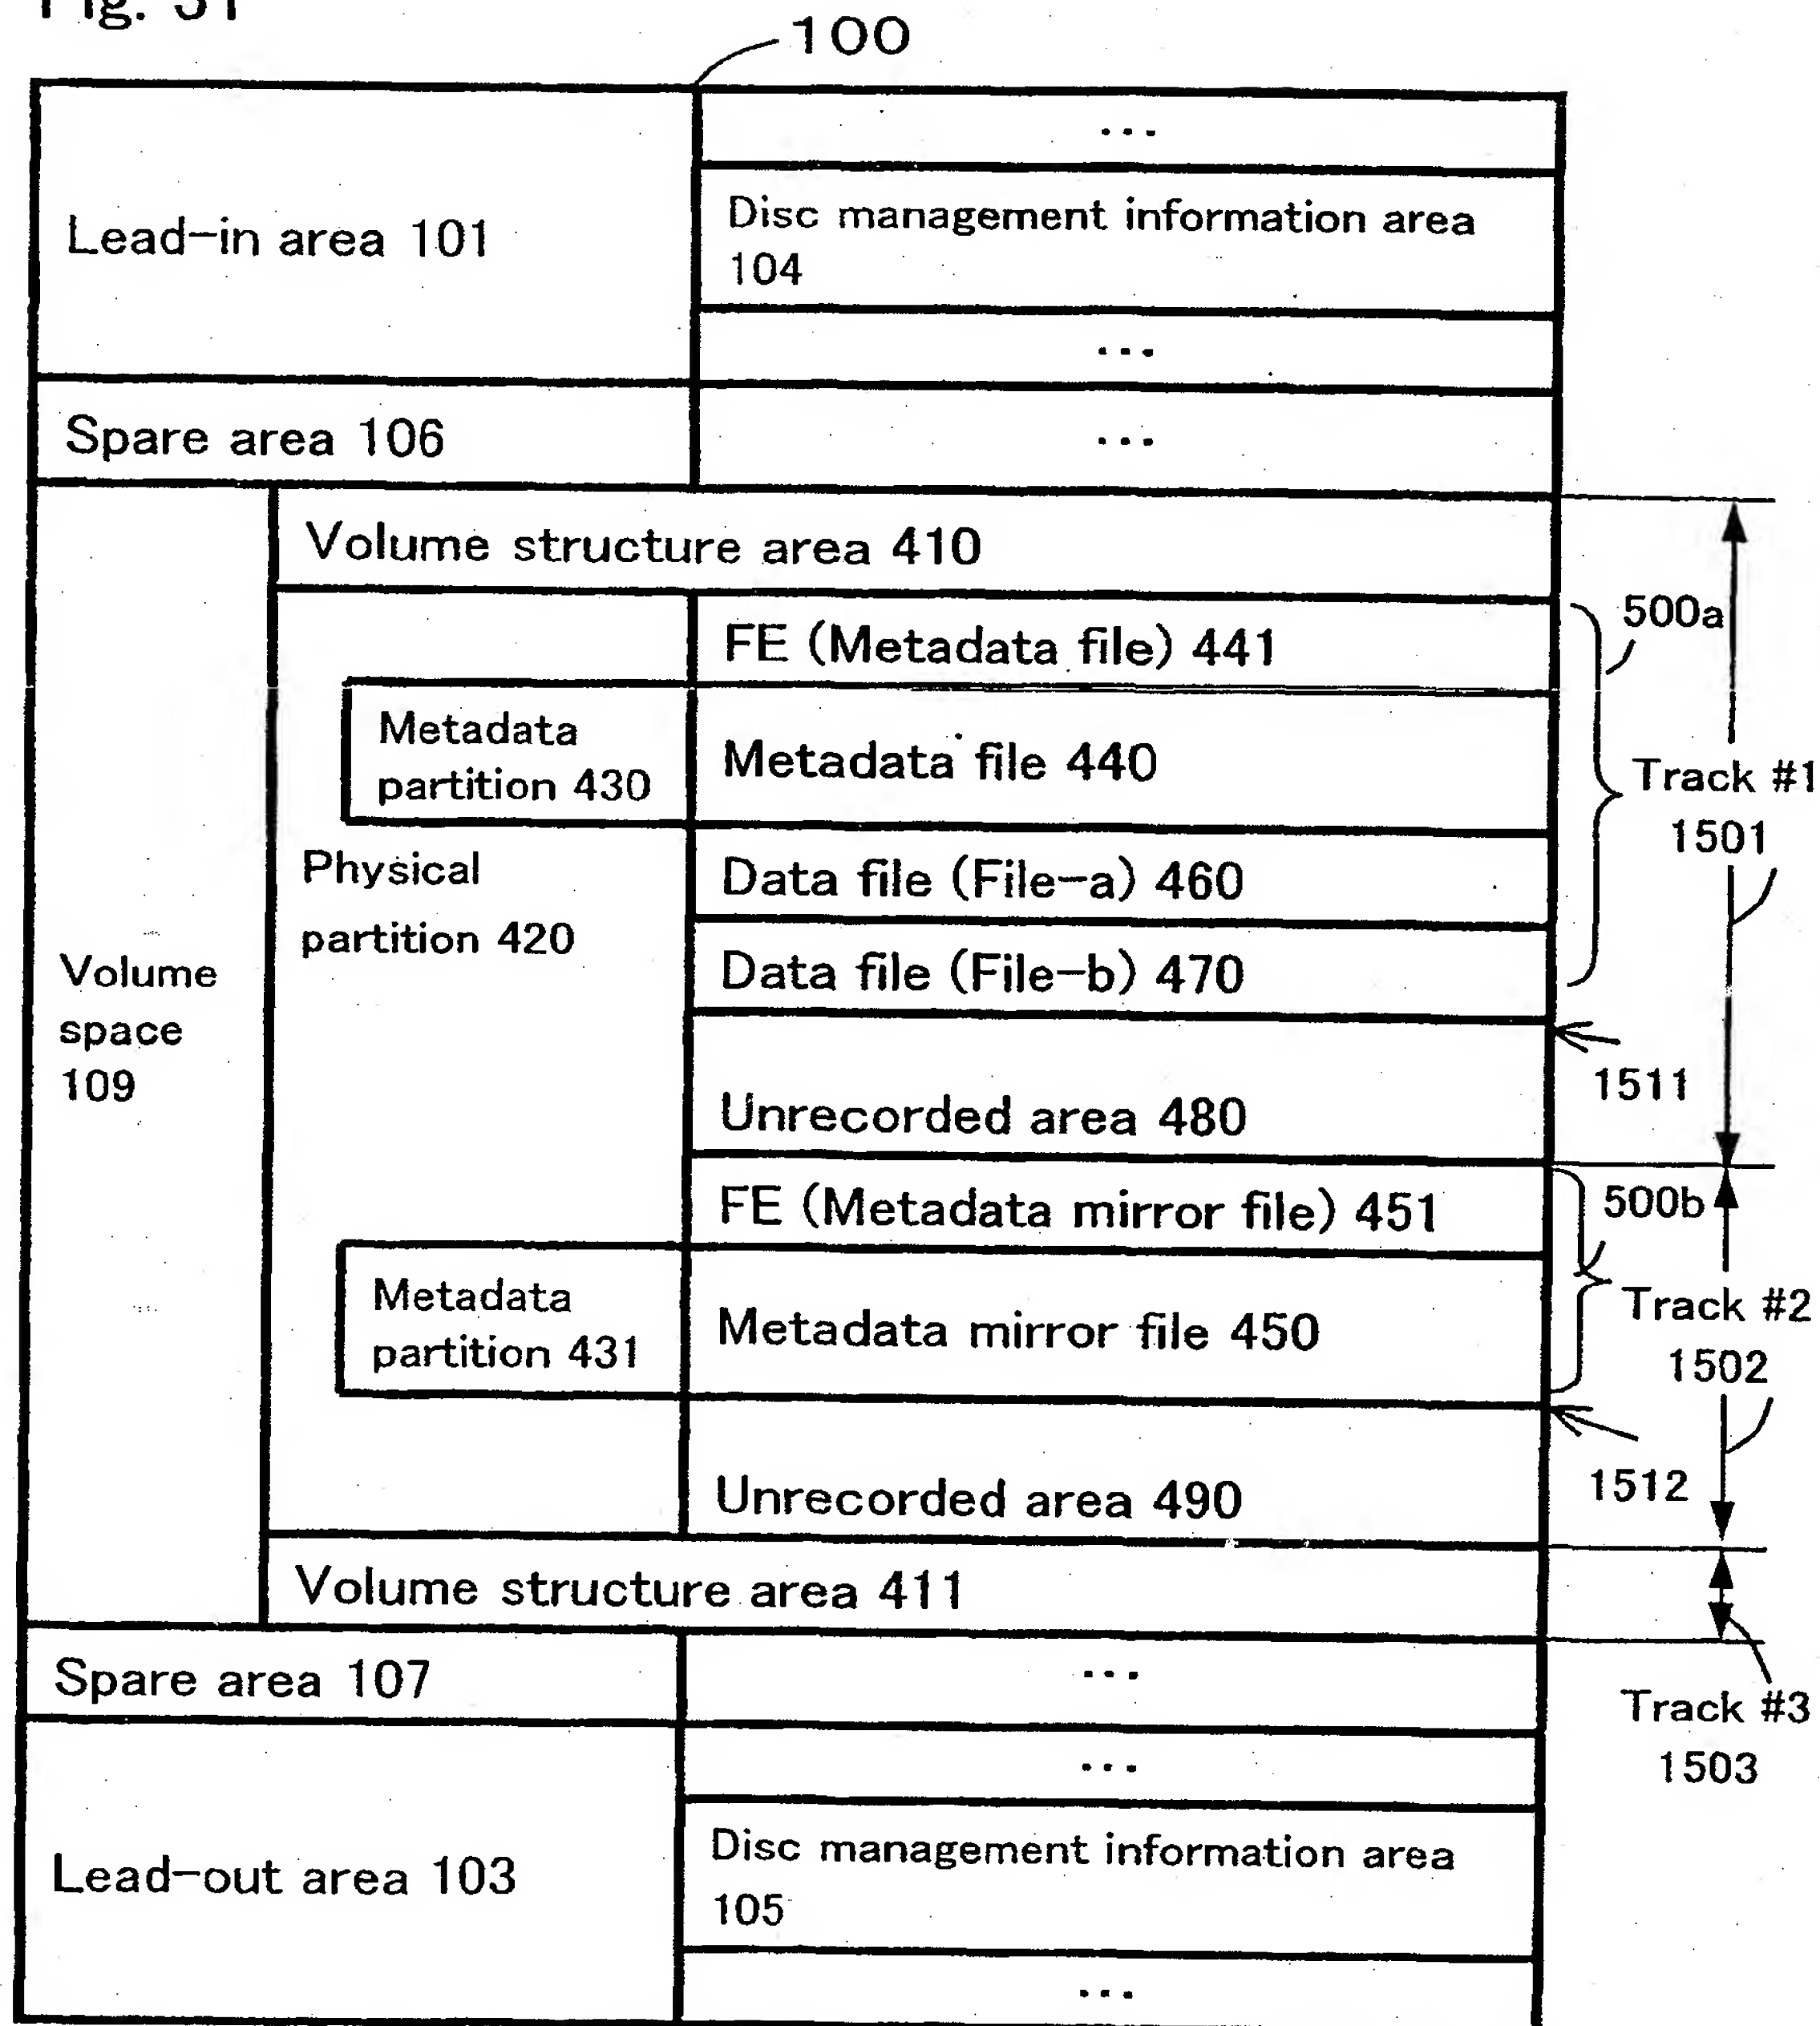 Fig. 31
100
...
Lead-in area 101
Disc management information area
104
...
Spare area 106
...
Volume structure area 410
FE (Metadata file) 441
500a
Metadata
partition 430
Metadata file 440
Track #1
1501
Physical
partition 420
Data file (File-a) 460
Data file (File-b) 470
Volume
space
109
1511
Unrecorded area 480
FE (Metadata mirror file) 451
500b
Metadata
partition 431
Metadata mirror file 450
Track #2
1502
1512
Unrecorded area 490
Volume structure area 411
Spare area 107
...
Track #3
1503
...
Lead-out area 103
Disc management information area
105
...